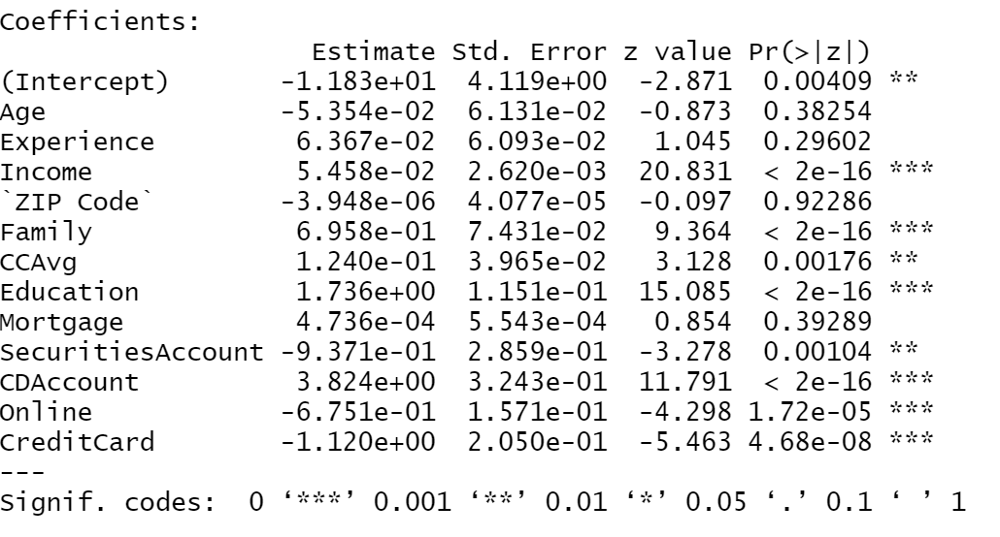 Coefficients:
Estimate Std. Error z value Pr(>|z|)
(Intercept) -1.183e+01 4.119e+00 -2.871 0.00409 **
Age -5.354e-02 6.131e-02 -0.873 0.38254
Experience 6.367e-02 6.093e-02 1.045 0.29602
Income 5.458e-02 2.620e-03 20.831 < 2e-16 ***
`ZIP Code` -3.948e-06 4.077e-05 -0.097 0.92286
Family 6.958e-01 7.431e-02 9.364 < 2e-16 ***
CCAvg 1.240e-01 3.965e-02 3.128 0.00176 **
Education 1.736e+00 1.151e-01 15.085 < 2e-16 ***
Mortgage 4.736e-04 5.543e-04 0.854 0.39289
SecuritiesAccount -9.371e-01 2.859e-01 -3.278 0.00104 **
CDAccount 3.824e+00 3.243e-01 11.791 < 2e-16 ***
Online -6.751e-01 1.571e-01 -4.298 1.72e-05 ***
CreditCard -1.120e+00 2.050e-01 -5.463 4.68e-08 ***
---
Signif. codes: 0 ‘***’ 0.001 ‘**’ 0.01 ‘*’ 0.05 ‘.’ 0.1 ‘ ’ 1